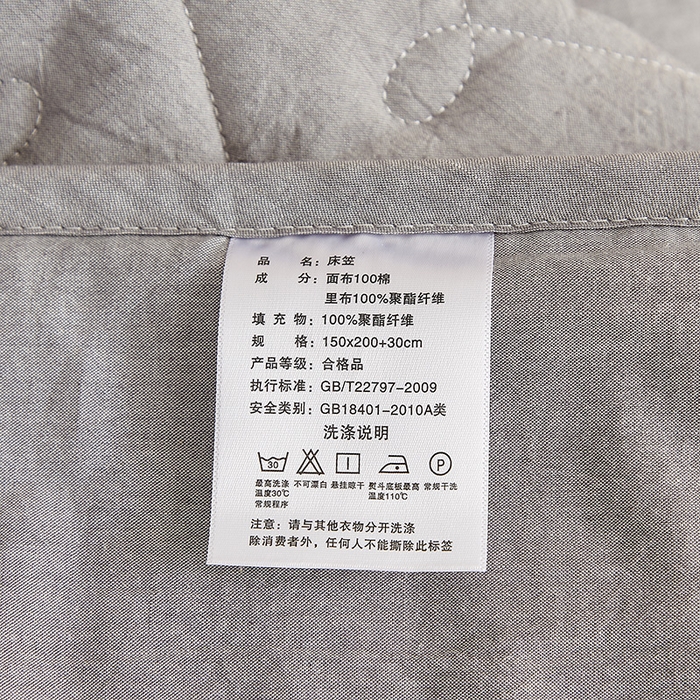 品 名：床笠
成 分：面布100棉
里布100%聚酯纤维
填 充 物：100%聚酯纤维
规 格：150x200+30cm
产品等级：合格品
执行标准：GB/T22797-2009
安全类别：GB18401-2010A类
洗涤说明
30 P
最高洗涤 不可漂白 悬挂晾干 熨斗底板最高 常规干洗
温度30℃ 温度110℃
常规程序
注意：请与其他衣物分开洗涤
除消费者外，任何人不能撕除此标签